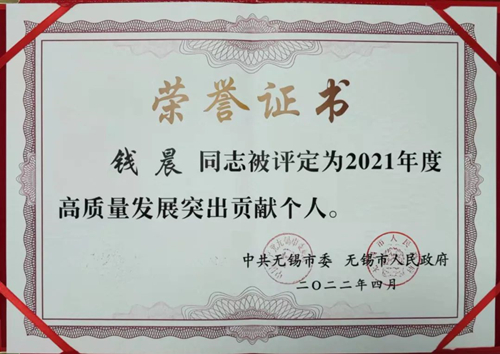 荣誉证书
钱晨 同志被评定为2021年度
高质量发展突出贡献个人。
中共无锡市委 无锡市人民政府
二〇二二年四月